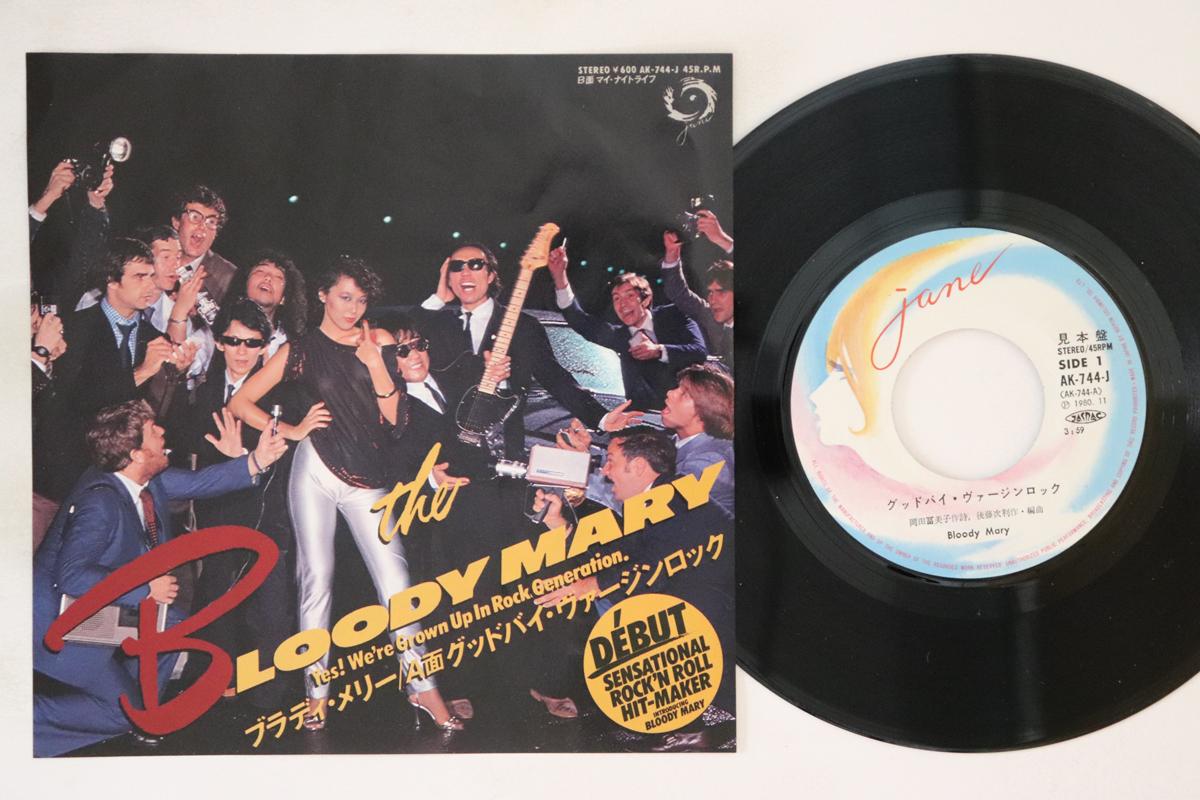 STEREO ¥600 AK-744-J 45R.P.M
B面 マイ・ナイトライフ
jane
the
BLOODY MARY
Yes! We're Grown Up In Rock Generation.
ブラディ・メリー/A面 グッドバイ・ヴァージンロック
DÉBUT
SENSATIONAL
ROCK'N ROLL
HIT-MAKER
INTRODUCING
BLOODY MARY
jane
見本盤
STEREO/45RPM
SIDE 1
AK-744-J
(AK-744-A)
Ⓟ 1980. 11
JASRAC
3:59
グッドバイ・ヴァージンロック
岡田冨美子作詩, 後藤次利作・編曲
Bloody Mary